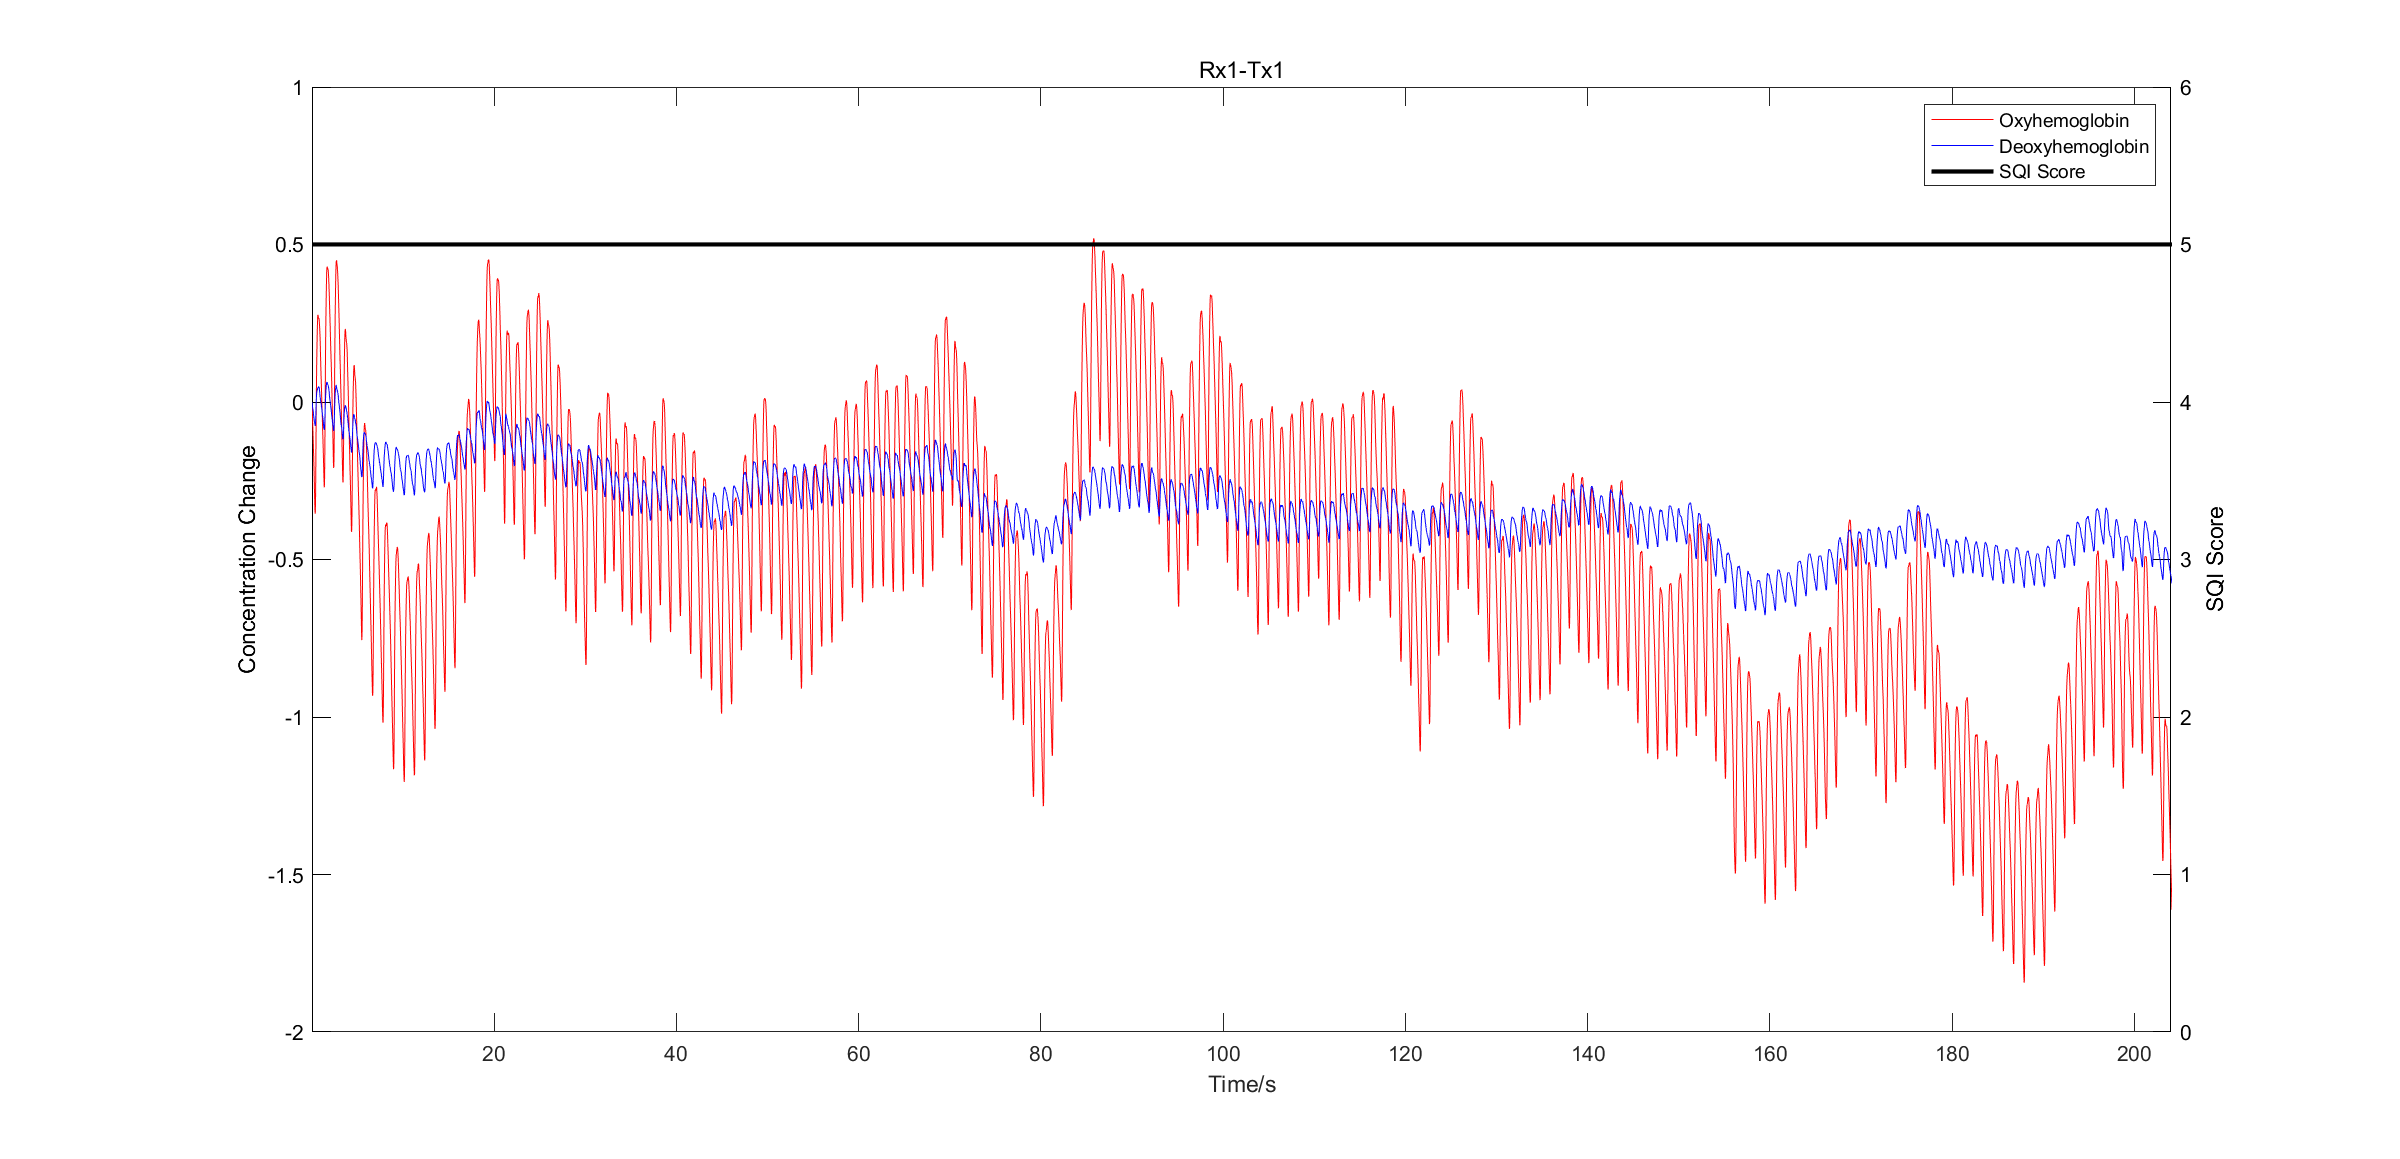 Rx1-Tx1
1
0.5
0
-0.5
-1
-1.5
-2
Concentration Change
6
5
4
3
2
1
0
SQI Score
Oxyhemoglobin
Deoxyhemoglobin
SQI Score
20 40 60 80 100 120 140 160 180 200
Time/s